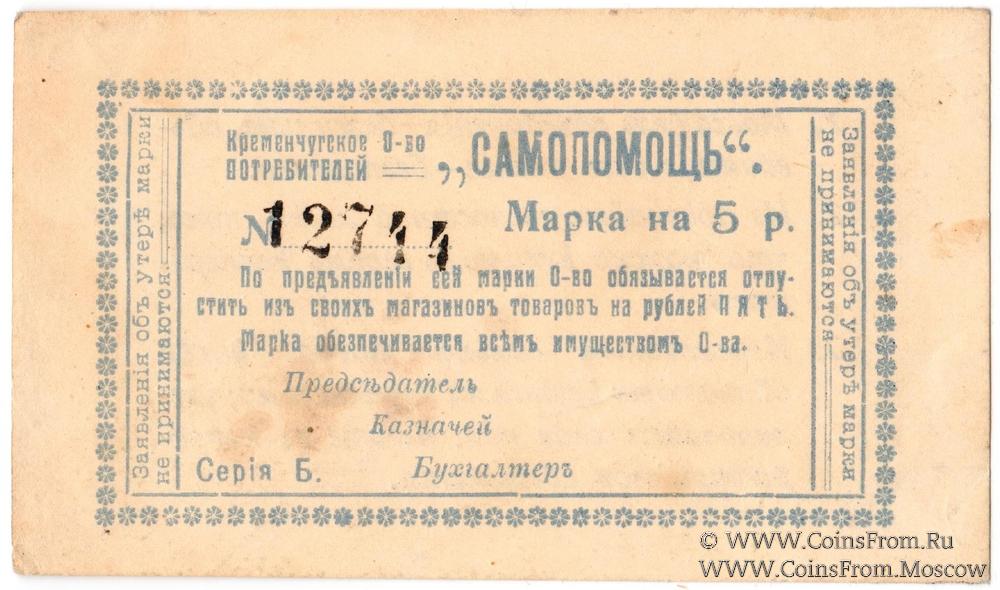 Кременчугское О-во
ПОТРЕБИТЕЛЕЙ
„САМОПОМОЩЬ“.
№ 12744
Марка на 5 р.
По предъявленіи сей марки О-во обязывается отпу-
стить изъ своихъ магазиновъ товаровъ на рублей ПЯТЬ.
Марка обезпечивается всѣмъ имуществомъ О-ва.
Предсѣдатель
Казначей
Серія Б.
Бухгалтеръ
Заявленія объ утерѣ марки
не принимаются.
Заявленія объ утерѣ марки
не принимаются.
© WWW.CoinsFrom.Ru
WWW.CoinsFrom.Moscow